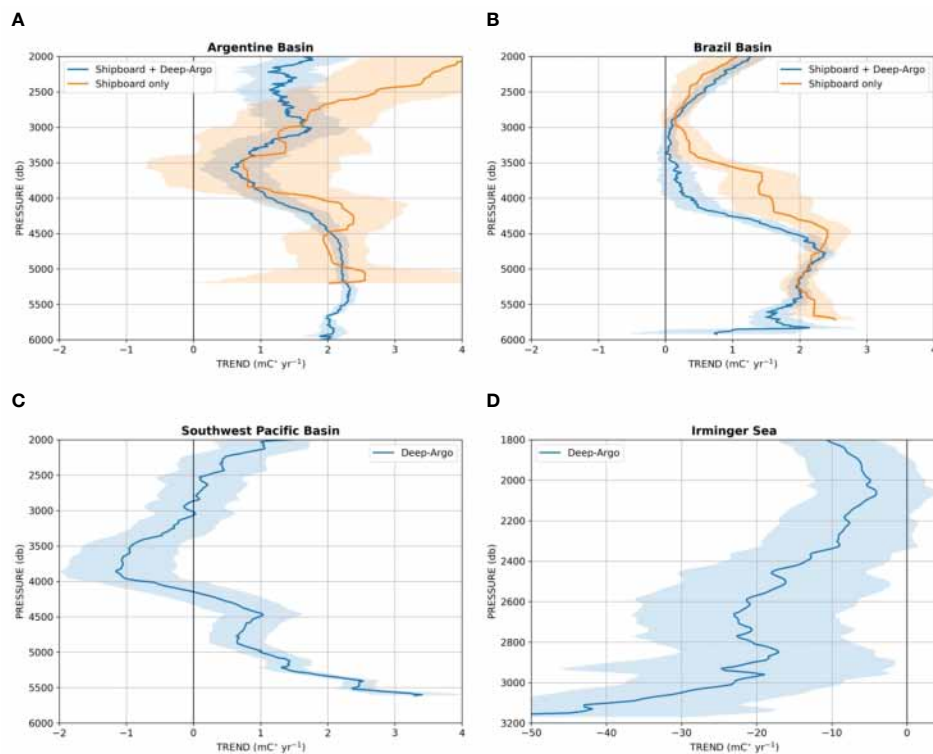 A
Argentine Basin
Shipboard + Deep-Argo
Shipboard only
2000
2500
3000
3500
4000
4500
5000
5500
6000
PRESSURE (db)
−2 −1 0 1 2 3 4
TREND (mC° yr⁻¹)
B
Brazil Basin
Shipboard + Deep-Argo
Shipboard only
2000
2500
3000
3500
4000
4500
5000
5500
6000
PRESSURE (db)
−2 −1 0 1 2 3 4
TREND (mC° yr⁻¹)
C
Southwest Pacific Basin
Deep-Argo
2000
2500
3000
3500
4000
4500
5000
5500
6000
PRESSURE (db)
−2 −1 0 1 2 3 4
TREND (mC° yr⁻¹)
D
Irminger Sea
Deep-Argo
1800
2000
2200
2400
2600
2800
3000
3200
PRESSURE (db)
−50 −40 −30 −20 −10 0
TREND (mC° yr⁻¹)